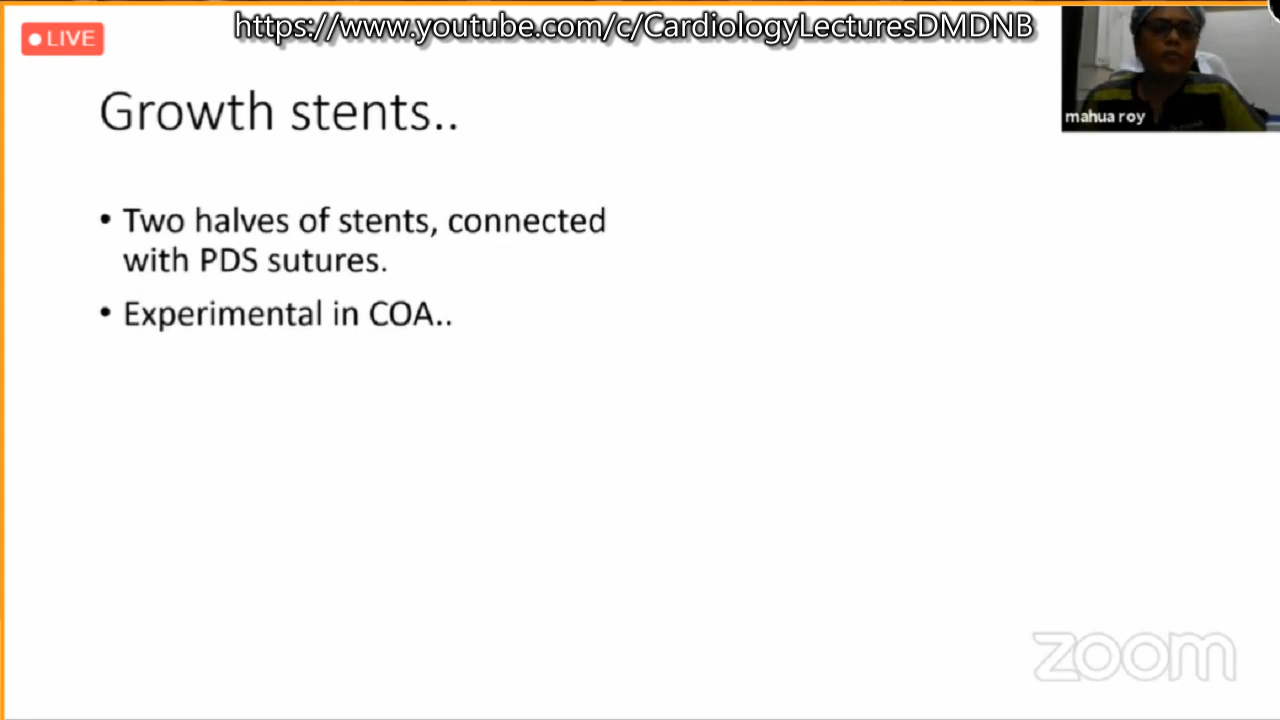 https://www.youtube.com/c/CardiologyLecturesDMDNB
LIVE
mahua roy
Growth stents..
• Two halves of stents, connected
with PDS sutures.
• Experimental in COA..
zoom